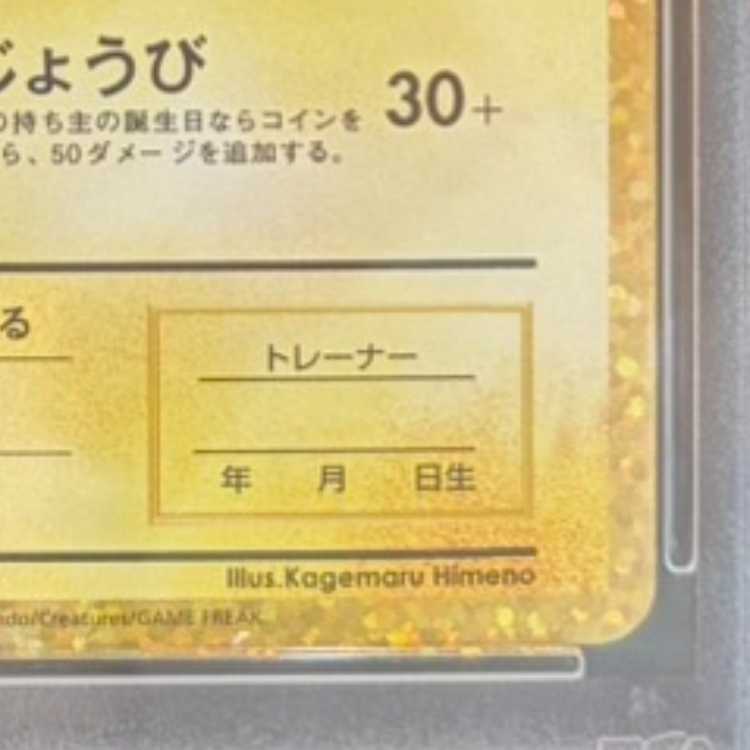 じょうび
30+
の持ち主の誕生日ならコインを
ら、50ダメージを追加する。
る
トレーナー
年 月 日生
Illus.Kagemaru Himeno
ndo/Creatures/GAME FREAK